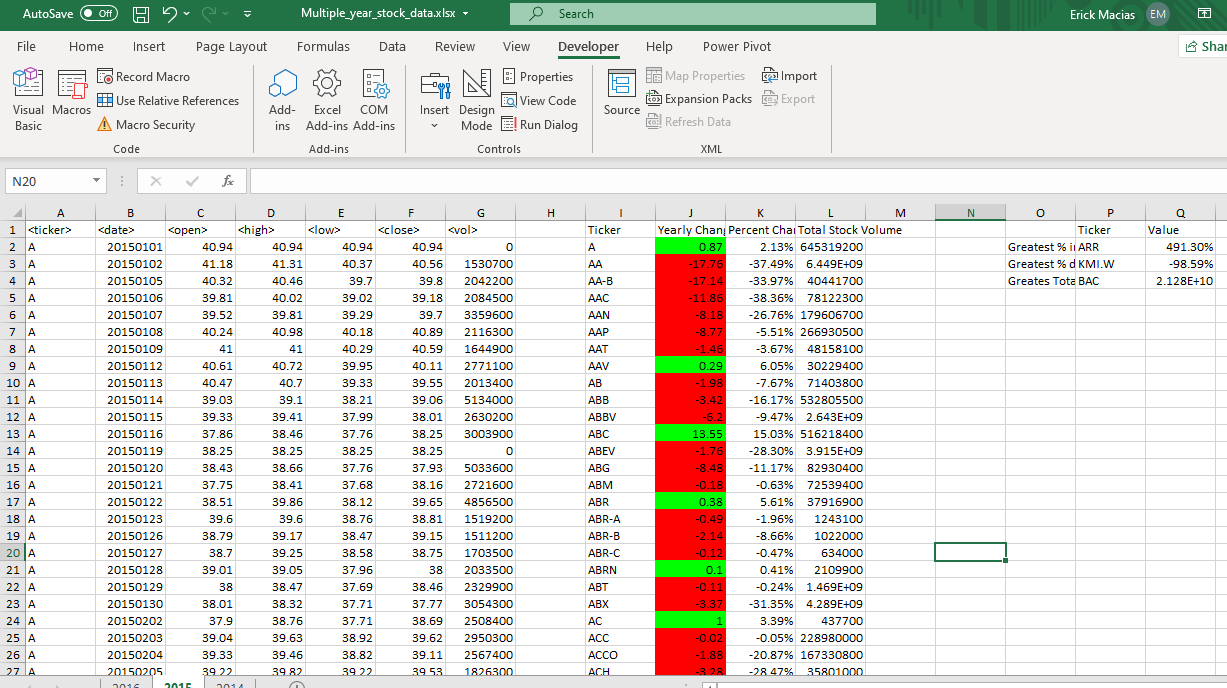 AutoSave Off Multiple_year_stock_data.xlsx Search Erick Macias EM
File Home Insert Page Layout Formulas Data Review View Developer Help Power Pivot Shar
Visual Basic Macros Record Macro Use Relative References Macro Security
Code
Add-ins Excel Add-ins COM Add-ins
Add-ins
Insert Design Mode Properties View Code Run Dialog
Controls
Source Map Properties Expansion Packs Refresh Data Import Export
XML
N20 fx
A B C D E F G H I J K L M N O P Q
1 <ticker> <date> <open> <high> <low> <close> <vol> Ticker Yearly Chang Percent Chan Total Stock Volume Ticker Value
2 A 20150101 40.94 40.94 40.94 40.94 0 A 0.87 2.13% 645319200 Greatest % i ARR 491.30%
3 A 20150102 41.18 41.31 40.37 40.56 1530700 AA -17.76 -37.49% 6.449E+09 Greatest % d KMI.W -98.59%
4 A 20150105 40.32 40.46 39.7 39.8 2042200 AA-B -17.14 -33.97% 40441700 Greates Tota BAC 2.128E+10
5 A 20150106 39.81 40.02 39.02 39.18 2084500 AAC -11.86 -38.36% 78122300
6 A 20150107 39.52 39.81 39.29 39.7 3359600 AAN -8.18 -26.76% 179606700
7 A 20150108 40.24 40.98 40.18 40.89 2116300 AAP -8.77 -5.51% 266930500
8 A 20150109 41 41 40.29 40.59 1644900 AAT -1.46 -3.67% 48158100
9 A 20150112 40.61 40.72 39.95 40.11 2771100 AAV 0.29 6.05% 30229400
10 A 20150113 40.47 40.7 39.33 39.55 2013400 AB -1.98 -7.67% 71403800
11 A 20150114 39.03 39.1 38.21 39.06 5134000 ABB -3.42 -16.17% 532805500
12 A 20150115 39.33 39.41 37.99 38.01 2630200 ABBV -6.2 -9.47% 2.643E+09
13 A 20150116 37.86 38.46 37.76 38.25 3003900 ABC 13.55 15.03% 516218400
14 A 20150119 38.25 38.25 38.25 38.25 0 ABEV -1.76 -28.30% 3.915E+09
15 A 20150120 38.43 38.66 37.76 37.93 5033600 ABG -8.48 -11.17% 82930400
16 A 20150121 37.75 38.41 37.68 38.16 2721600 ABM -0.18 -0.63% 72539400
17 A 20150122 38.51 39.86 38.12 39.65 4856500 ABR 0.38 5.61% 37916900
18 A 20150123 39.6 39.6 38.76 38.81 1519200 ABR-A -0.49 -1.96% 1243100
19 A 20150126 38.79 39.17 38.47 39.15 1511200 ABR-B -2.14 -8.66% 1022000
20 A 20150127 38.7 39.25 38.58 38.75 1703500 ABR-C -0.12 -0.47% 634000
21 A 20150128 39.01 39.05 37.96 38 2033500 ABRN 0.1 0.41% 2109900
22 A 20150129 38 38.47 37.69 38.46 2329900 ABT -0.11 -0.24% 1.469E+09
23 A 20150130 38.01 38.32 37.71 37.77 3054300 ABX -3.37 -31.35% 4.289E+09
24 A 20150202 37.9 38.76 37.71 38.69 2508400 AC 1 3.39% 437700
25 A 20150203 39.04 39.63 38.92 39.62 2950300 ACC -0.02 -0.05% 228980000
26 A 20150204 39.33 39.46 38.82 39.11 2567400 ACCO -1.88 -20.87% 167330800
27 A 20150205 39.22 39.82 39.22 39.53 1826300 ACH -3.28 -28.47% 35801000
2016 2015 2014